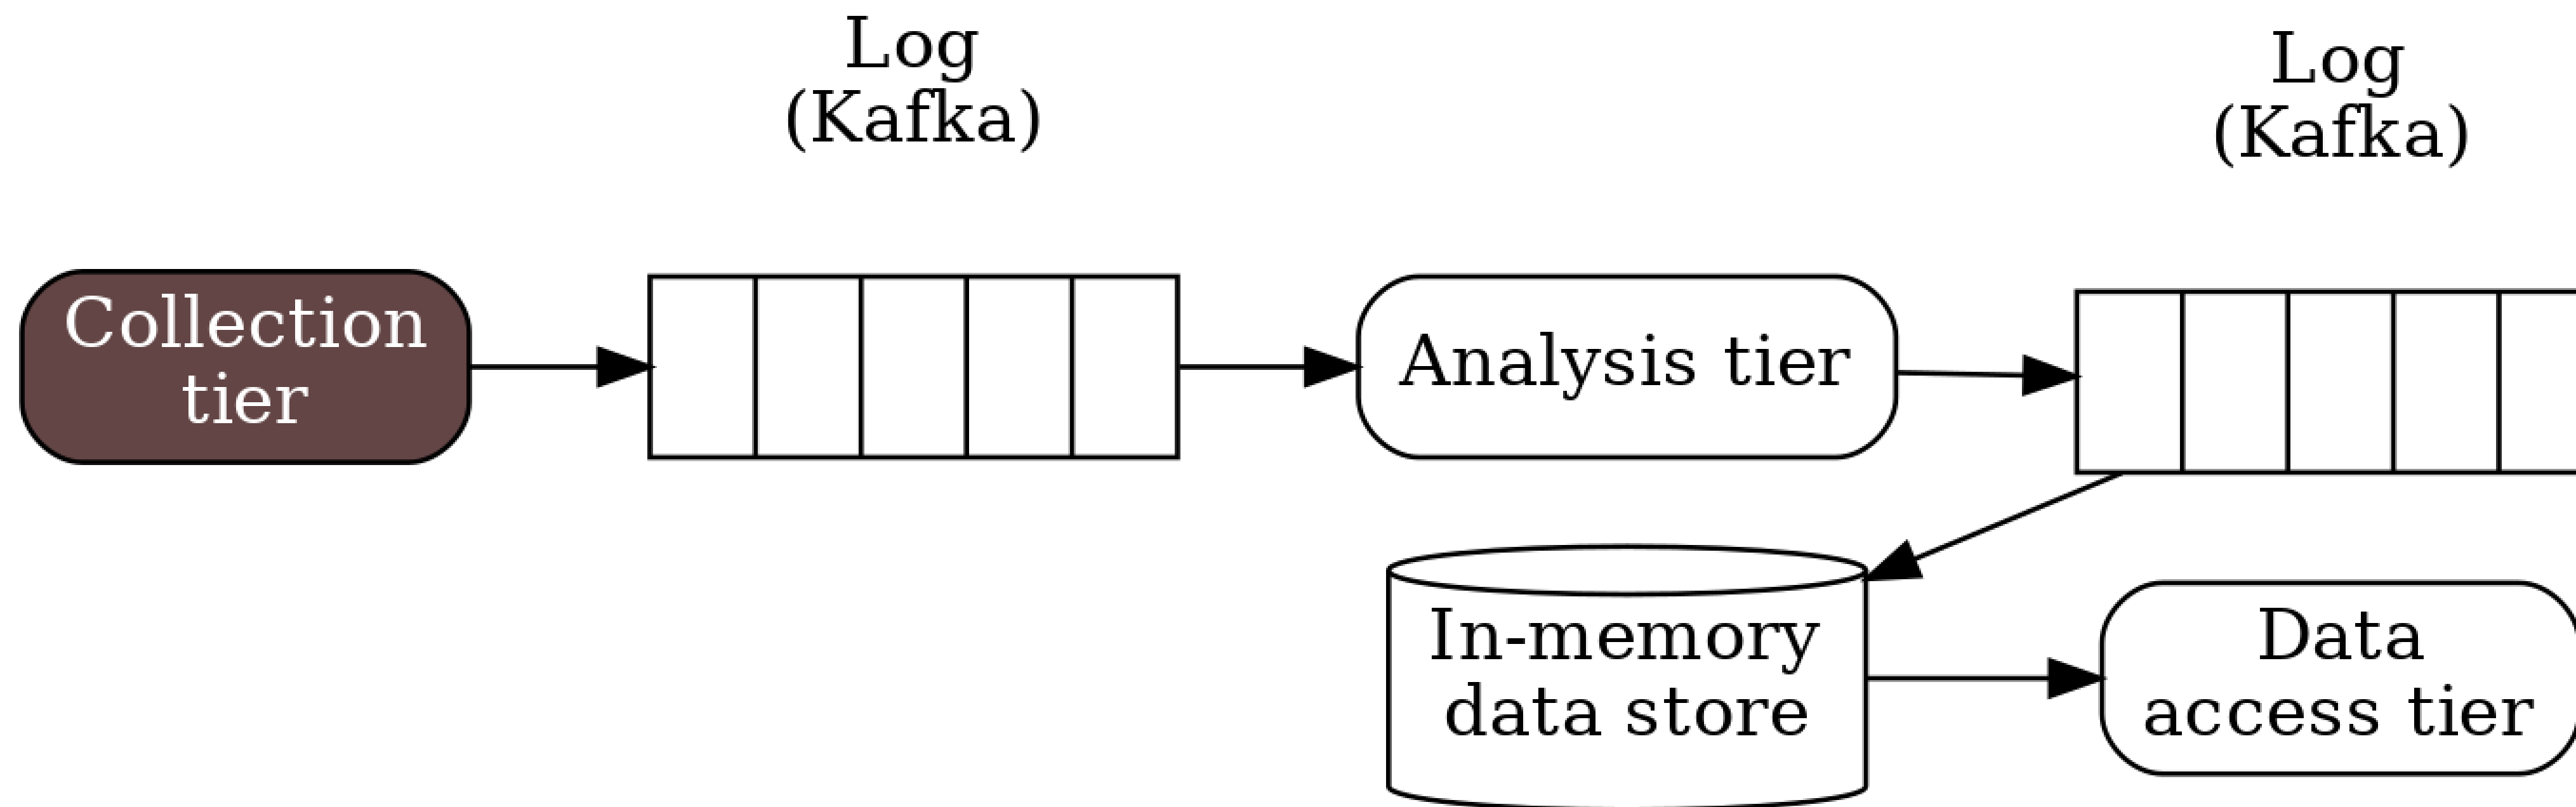 Log
(Kafka)
Log
(Kafka)
Collection
tier
Analysis tier
In-memory
data store
Data
access tier